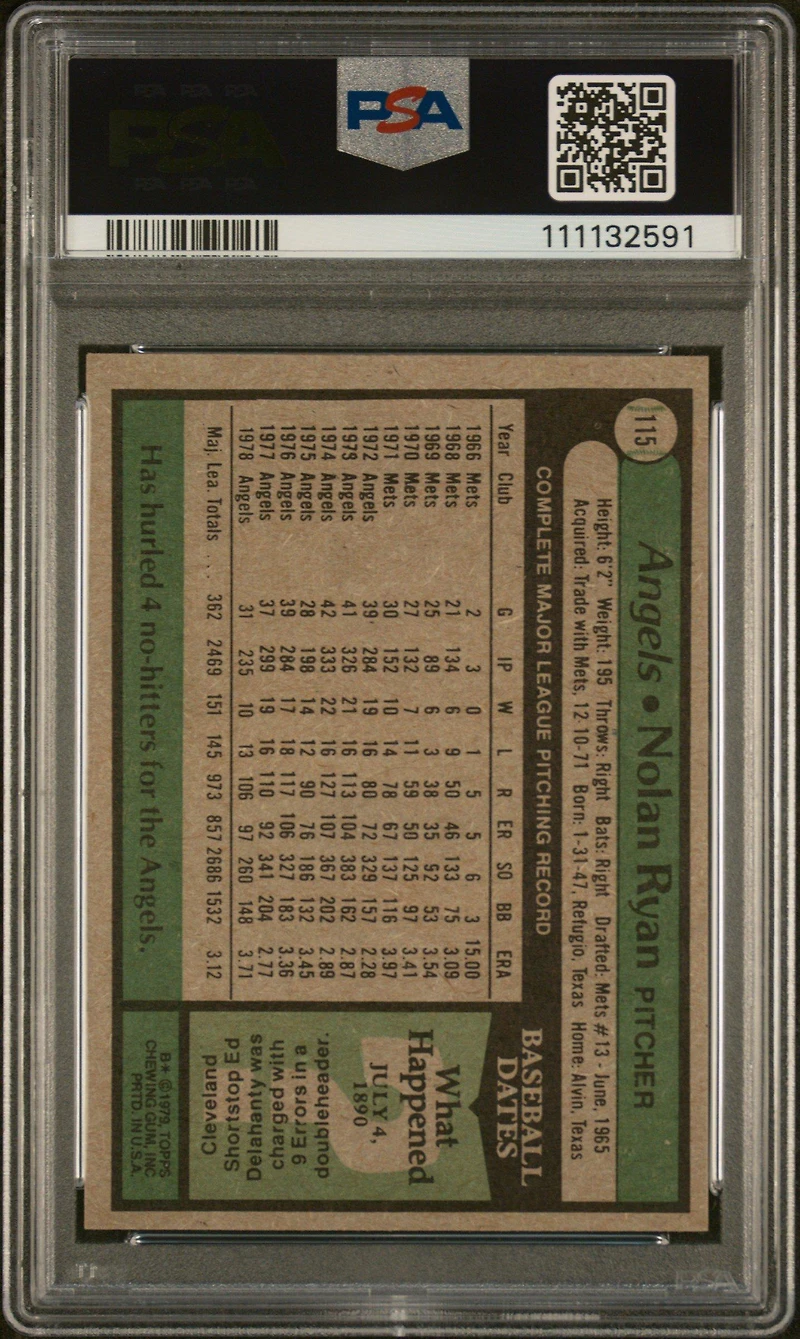 PSA PSA PSA
PSA
PSA PSA PSA
PSA
111132591
115
Angels • Nolan Ryan PITCHER
Height: 6'2" Weight: 195 Throws: Right Bats: Right Drafted: Mets #13 - June, 1965
Acquired: Trade with Mets, 12-10-71 Born: 1-31-47, Refugio, Texas Home: Alvin, Texas
COMPLETE MAJOR LEAGUE PITCHING RECORD
Year Club G IP W L R ER SO BB ERA
1966 Mets 2 3 0 1 5 5 6 3 15.00
1968 Mets 21 134 6 9 50 46 133 75 3.09
1969 Mets 25 89 6 3 38 35 92 53 3.54
1970 Mets 27 132 7 11 59 50 125 97 3.41
1971 Mets 30 152 10 14 78 67 137 116 3.97
1972 Angels 39 284 19 16 80 72 329 157 2.28
1973 Angels 41 326 21 16 113 104 383 162 2.87
1974 Angels 42 333 22 16 127 107 367 202 2.89
1975 Angels 28 198 14 12 90 76 186 132 3.45
1976 Angels 39 284 17 18 117 106 327 183 3.36
1977 Angels 37 299 19 16 110 92 341 204 2.77
1978 Angels 31 235 10 13 106 97 260 148 3.71
Maj. Lea. Totals ... 362 2469 151 145 973 857 2686 1532 3.12
Has hurled 4 no-hitters for the Angels.
BASEBALL
DATES
What
Happened
JULY 4,
1890
Cleveland
Shortstop Ed
Delahanty was
charged with
9 Errors in a
doubleheader.
B* © 1979, TOPPS
CHEWING GUM, INC
PRTD. IN U.S.A.
PSA